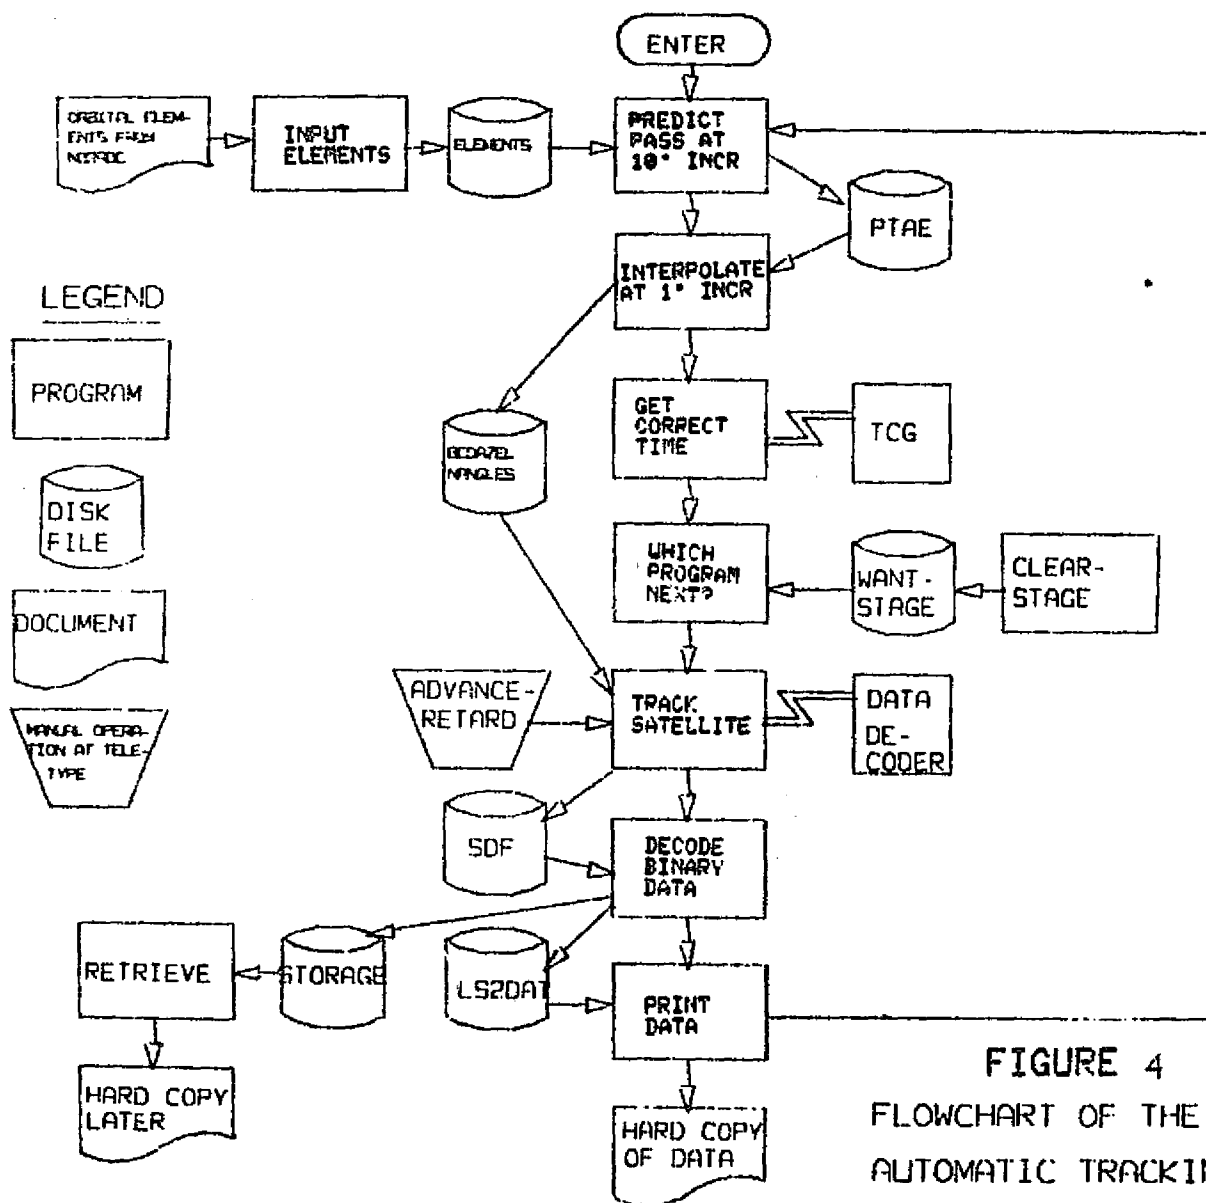 ENTER
ORBITAL ELEM-
ENTS FROM
INPUT
ELEMENTS
ELEMENTS
PREDICT
PASS AT
10° INCR
PTAE
INTERPOLATE
AT 1° INCR
LEGEND
PROGRAM
DISK
FILE
DOCUMENT
MANUAL OPERA-
TION AT TELE-
TYPE
GET
CORRECT
TIME
TCG
NANGLES
WHICH
PROGRAM
NEXT?
WANT-
STAGE
CLEAR-
STAGE
ADVANCE-
RETARD
TRACK
SATELLITE
DATA
DE-
CODER
SDF
DECODE
BINARY
DATA
RETRIEVE
STORAGE
LS2DAT
PRINT
DATA
HARD COPY
LATER
HARD COPY
OF DATA
FIGURE 4
FLOWCHART OF THE
AUTOMATIC TRACKIN